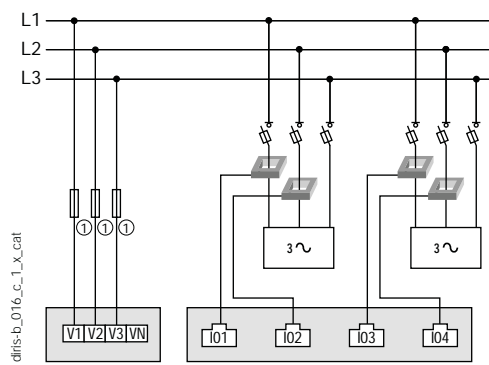 L1
L2
L3
1 1 1
3 ∿ 3 ∿
diris-b_016_c_1_x_cat
V1 V2 V3 VN
I01 I02 I03 I04